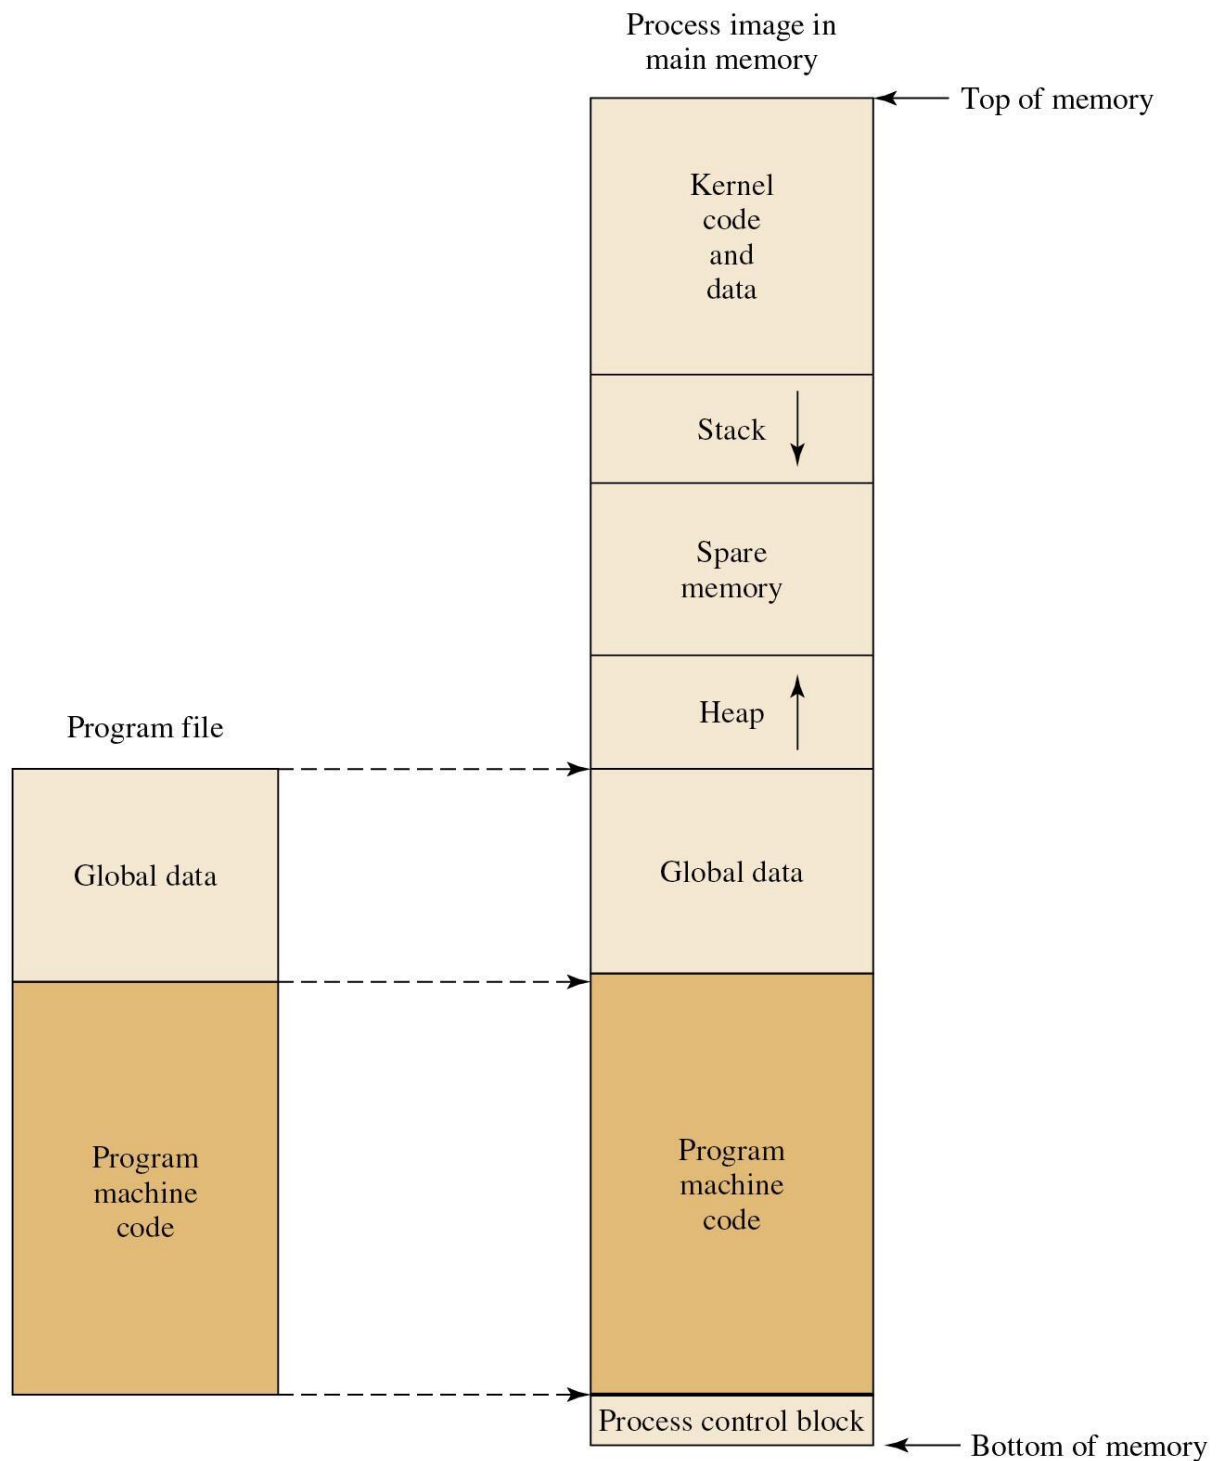 Process image in
main memory
Top of memory
Kernel
code
and
data
Stack
Spare
memory
Heap
Program file
Global data
Global data
Program
machine
code
Program
machine
code
Process control block
Bottom of memory